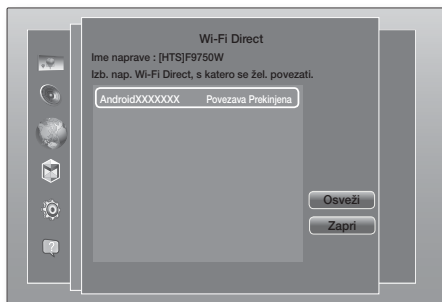 Wi-Fi Direct
Ime naprave : [HTS]F9750W
Izb. nap. Wi-Fi Direct, s katero se žel. povezati.
AndroidXXXXXXX Povezava Prekinjena
Osveži
Zapri